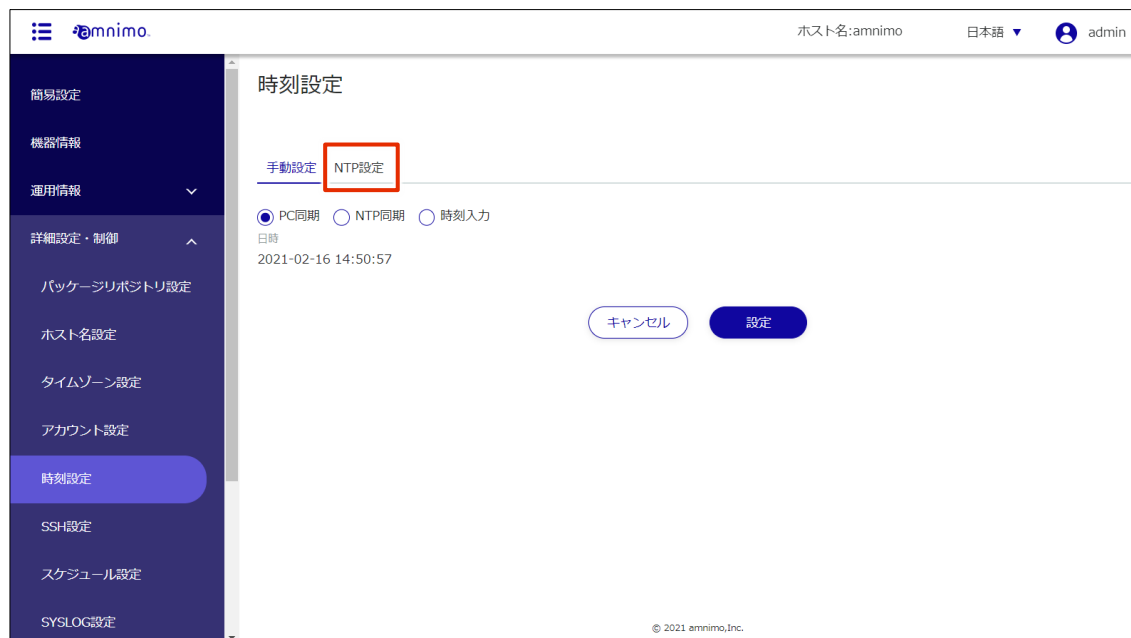 amnimo.
ホスト名:amnimo
日本語 ▼
admin
簡易設定
機器情報
運用情報
詳細設定・制御
パッケージリポジトリ設定
ホスト名設定
タイムゾーン設定
アカウント設定
時刻設定
SSH設定
スケジュール設定
SYSLOG設定
時刻設定
手動設定 NTP設定
PC同期 NTP同期 時刻入力
日時
2021-02-16 14:50:57
キャンセル 設定
© 2021 amnimo,Inc.